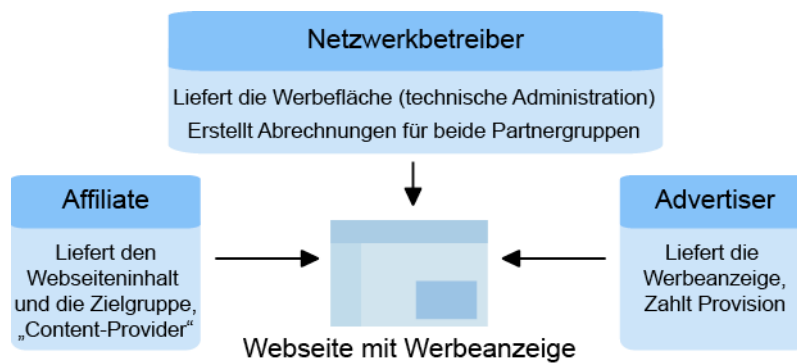 Netzwerkbetreiber
Liefert die Werbefläche (technische Administration)
Erstellt Abrechnungen für beide Partnergruppen
Affiliate
Liefert den
Webseiteninhalt
und die Zielgruppe,
„Content-Provider“
Advertiser
Liefert die
Werbeanzeige,
Zahlt Provision
Webseite mit Werbeanzeige